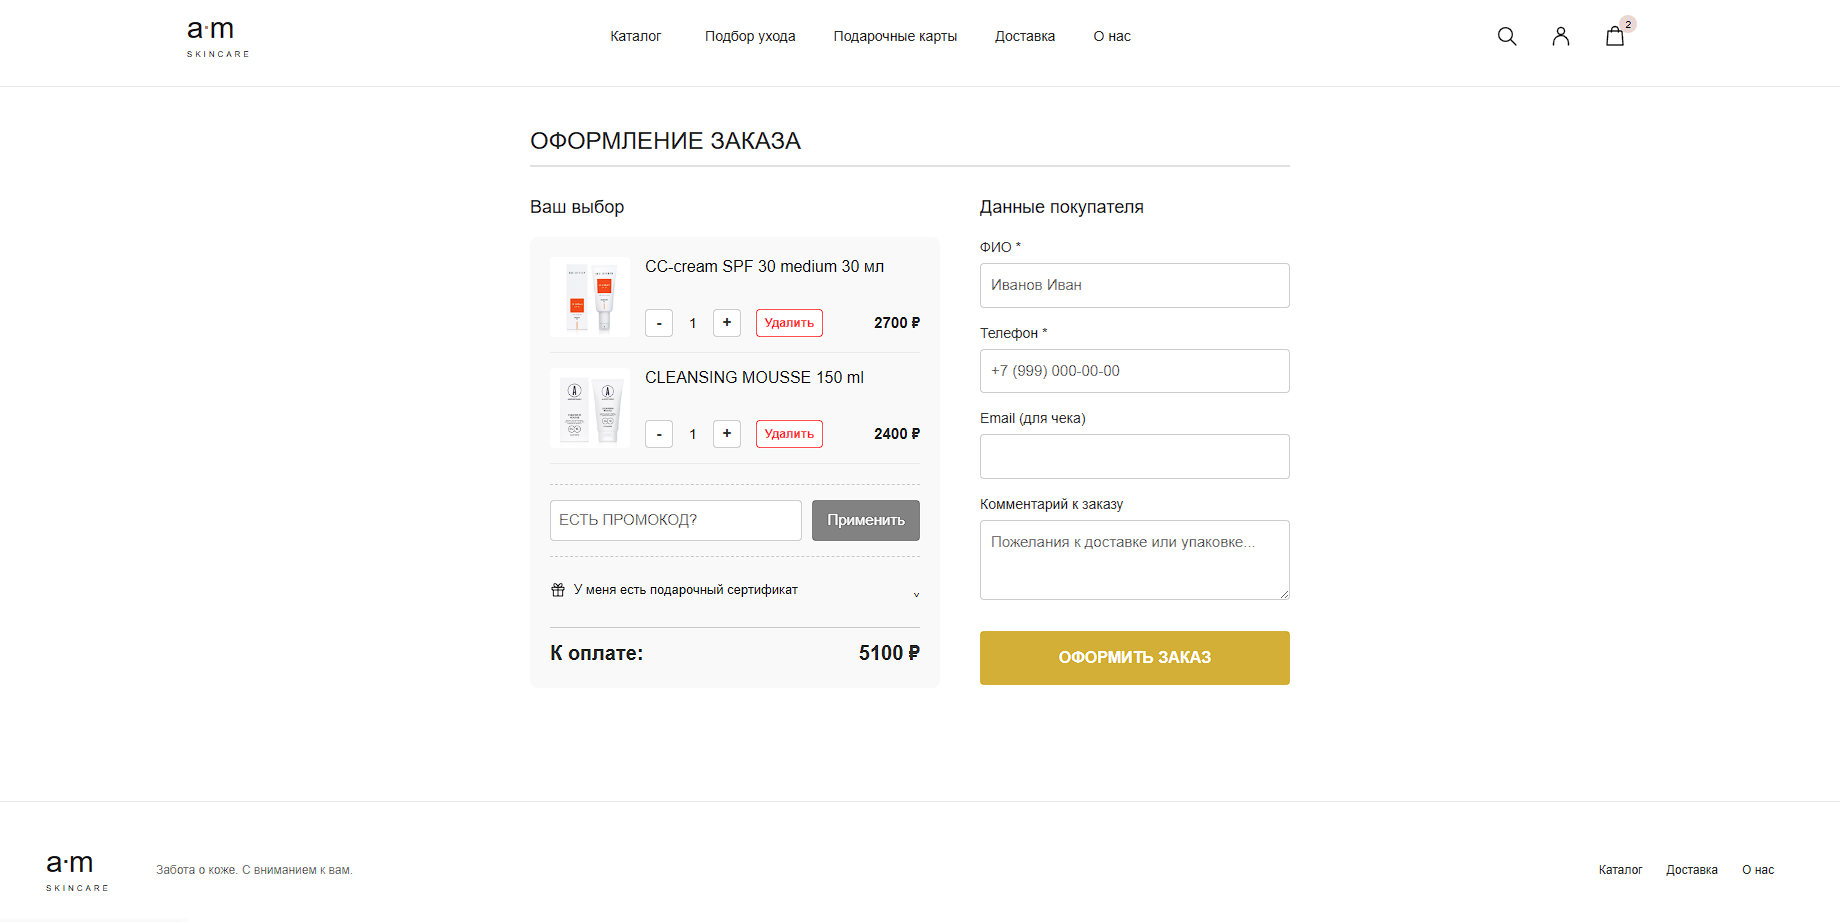 a·m
SKINCARE
Каталог Подбор ухода Подарочные карты Доставка О нас
2
ОФОРМЛЕНИЕ ЗАКАЗА
Ваш выбор
CC-cream SPF 30 medium 30 мл
- 1 + Удалить 2700 ₽
CLEANSING MOUSSE 150 ml
- 1 + Удалить 2400 ₽
ЕСТЬ ПРОМОКОД? Применить
У меня есть подарочный сертификат
К оплате: 5100 ₽
Данные покупателя
ФИО *
Иванов Иван
Телефон *
+7 (999) 000-00-00
Email (для чека)
Комментарий к заказу
Пожелания к доставке или упаковке...
ОФОРМИТЬ ЗАКАЗ
a·m
SKINCARE
Забота о коже. С вниманием к вам.
Каталог Доставка О нас